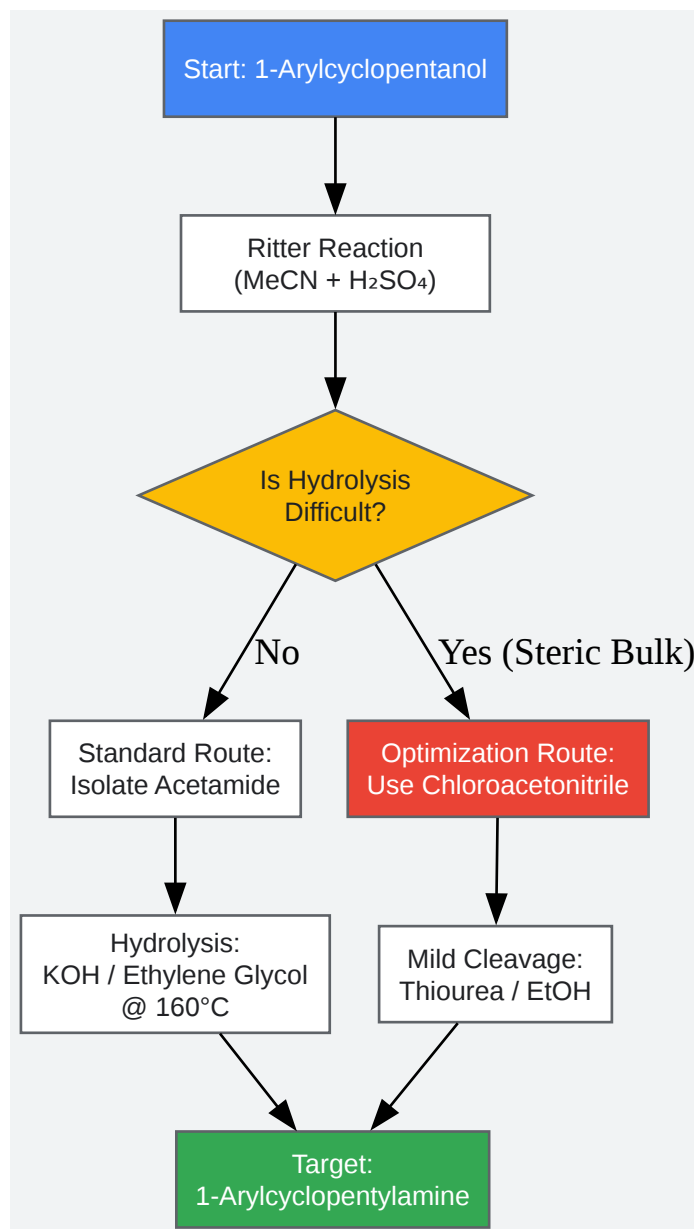 Start: 1-Arylcyclopentanol
Ritter Reaction
(MeCN + H₂SO₄)
Is Hydrolysis
Difficult?
No
Yes (Steric Bulk)
Standard Route:
Isolate Acetamide
Optimization Route:
Use Chloroacetonitrile
Hydrolysis:
KOH / Ethylene Glycol
@ 160°C
Mild Cleavage:
Thiourea / EtOH
Target:
1-Arylcyclopentylamine